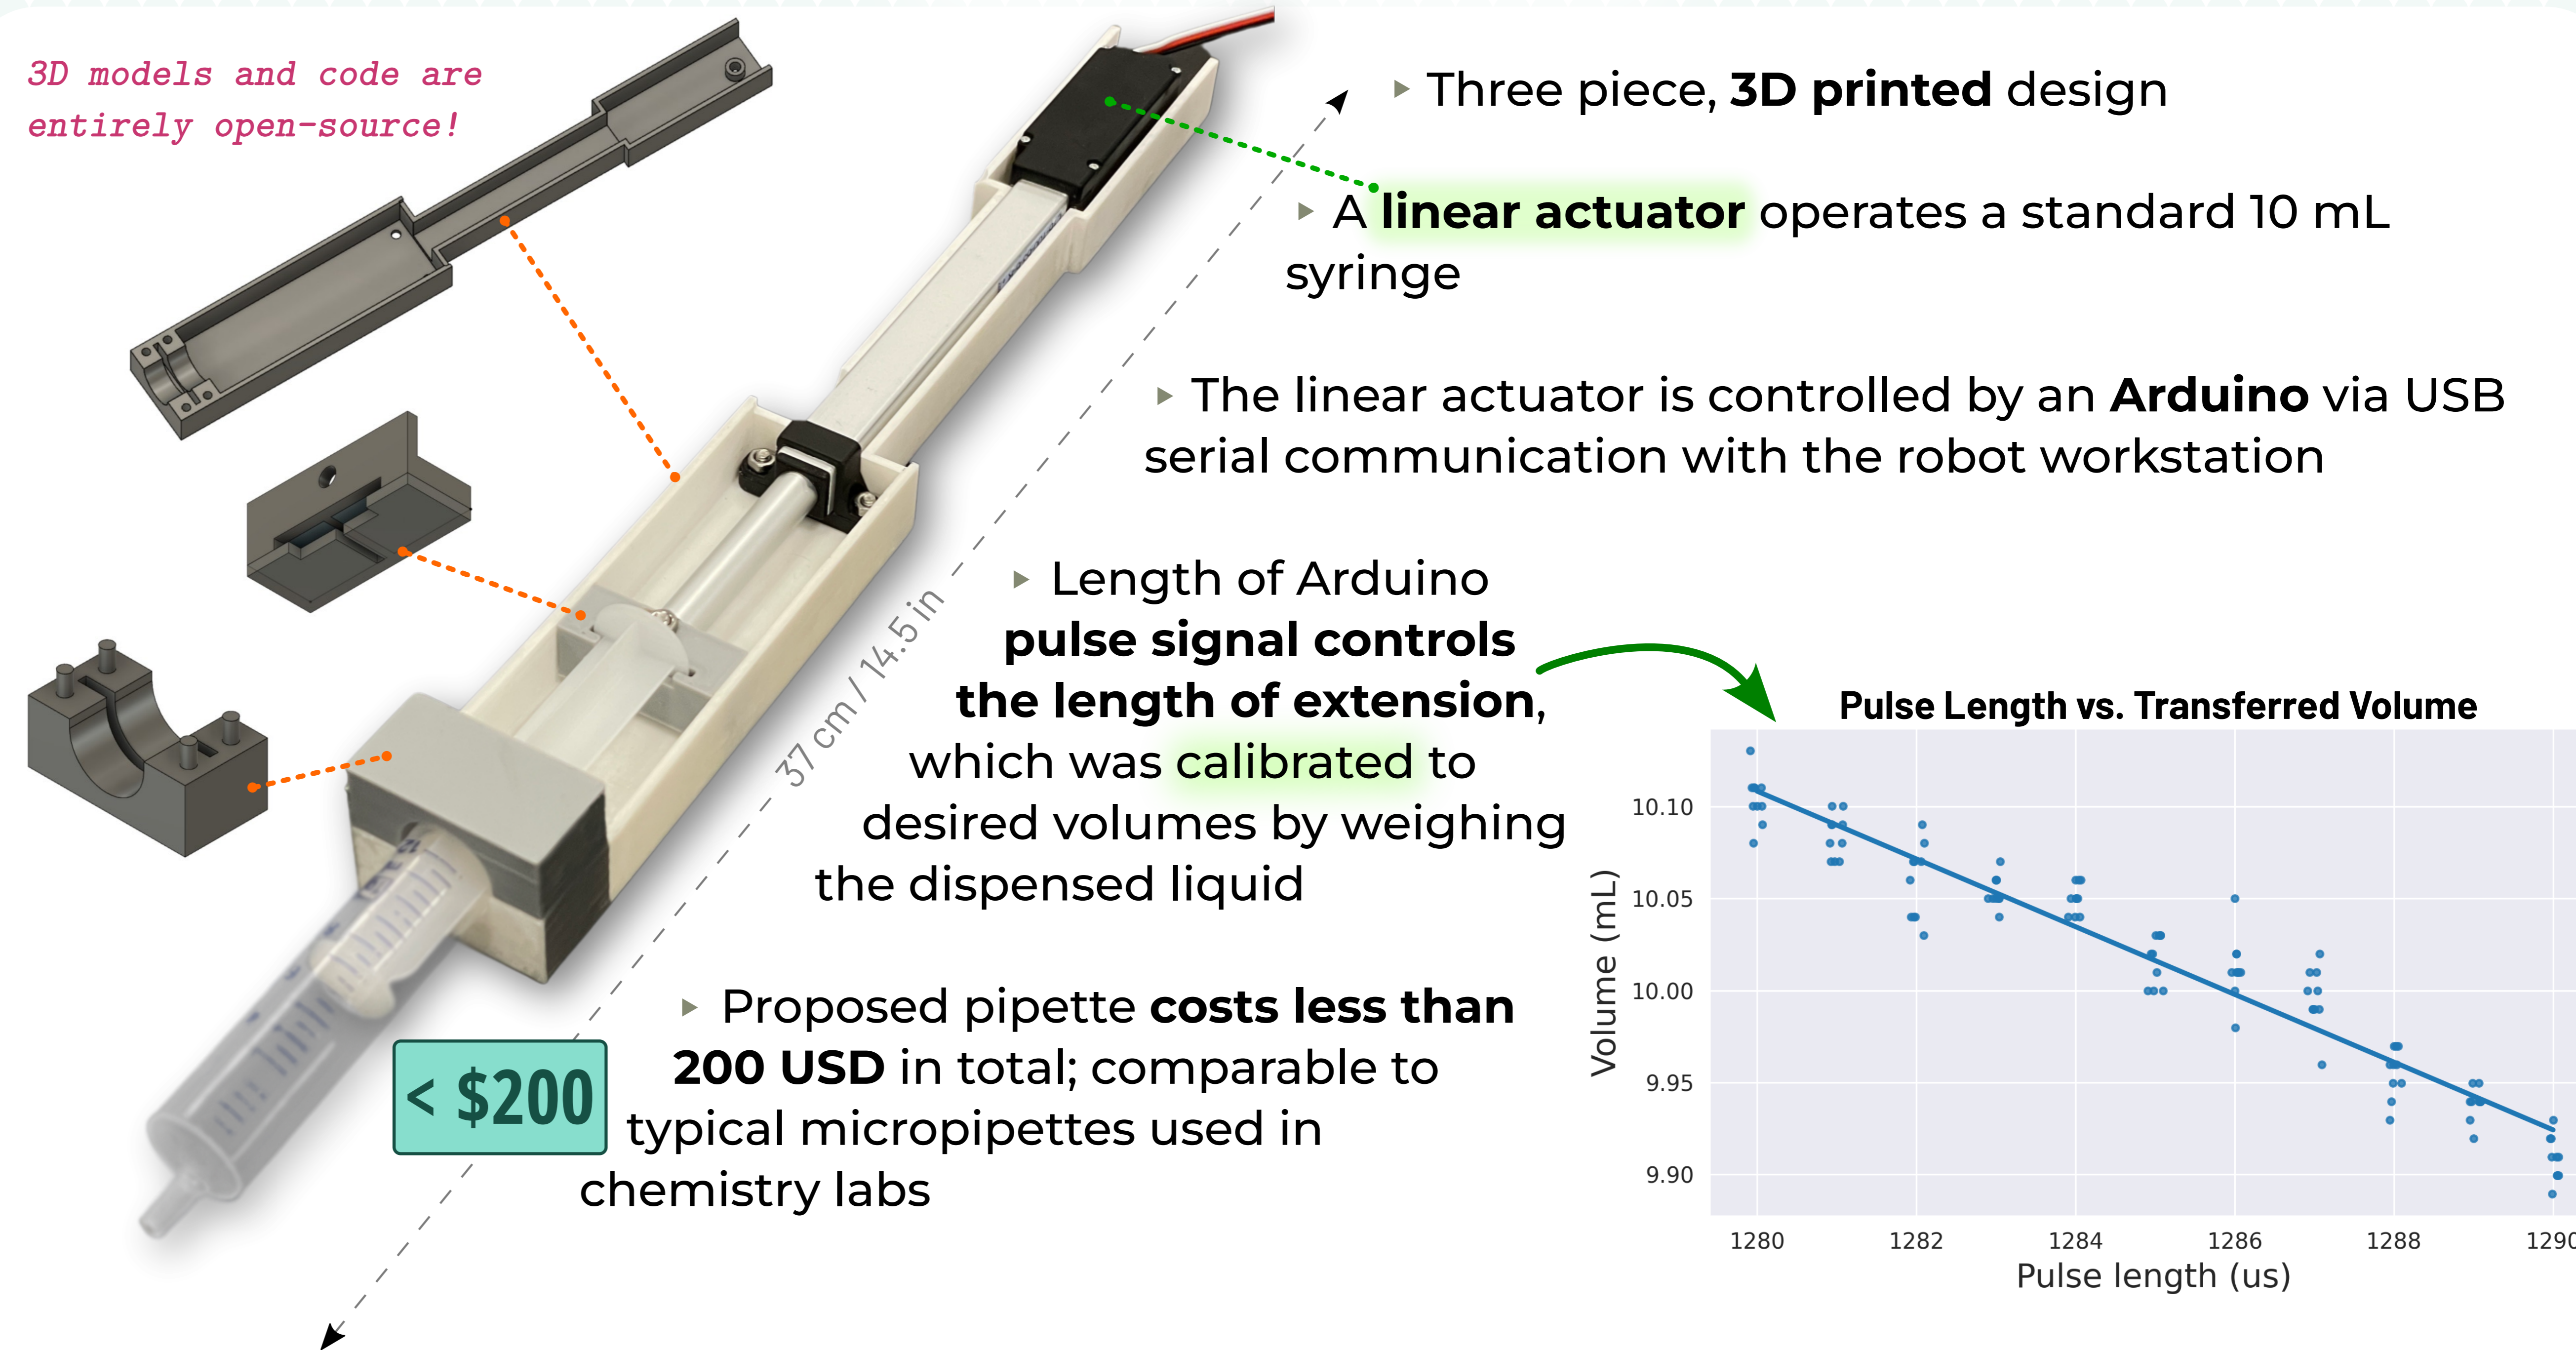 3D models and code are
entirely open-source!
▸ Three piece, 3D printed design
▸ A linear actuator operates a standard 10 mL
syringe
▸ The linear actuator is controlled by an Arduino via USB
serial communication with the robot workstation
▸ Length of Arduino
pulse signal controls
the length of extension,
which was calibrated to
desired volumes by weighing
the dispensed liquid
▸ Proposed pipette costs less than
200 USD in total; comparable to
typical micropipettes used in
chemistry labs
37 cm / 14.5 in
< $200
Pulse Length vs. Transferred Volume
Volume (mL)
10.10
10.05
10.00
9.95
9.90
1280 1282 1284 1286 1288 1290
Pulse length (us)